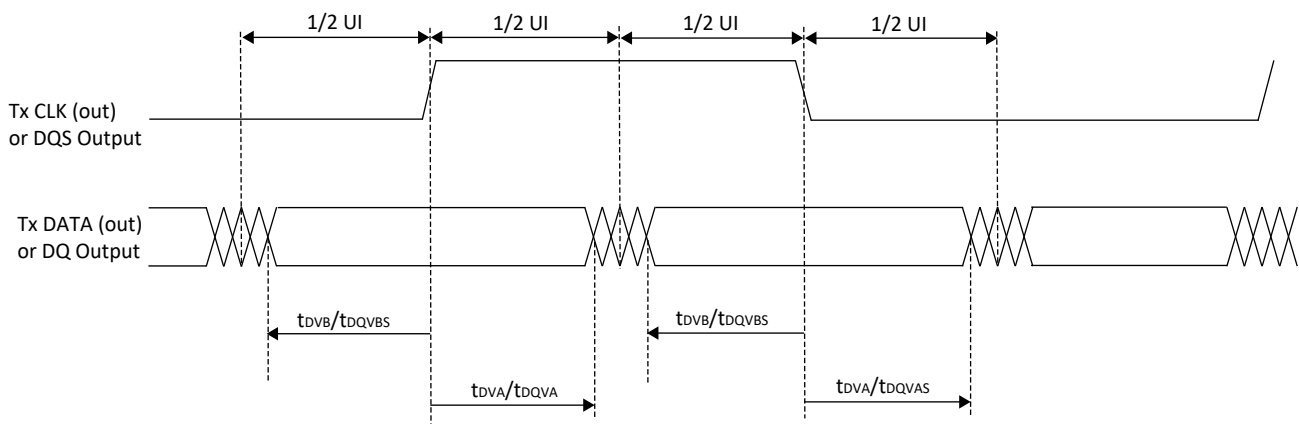 1/2 UI
1/2 UI
1/2 UI
1/2 UI
Tx CLK (out)
or DQS Output
Tx DATA (out)
or DQ Output
tDVB/tDQVBS
tDVB/tDQVBS
tDVA/tDQVA
tDVA/tDQVAS